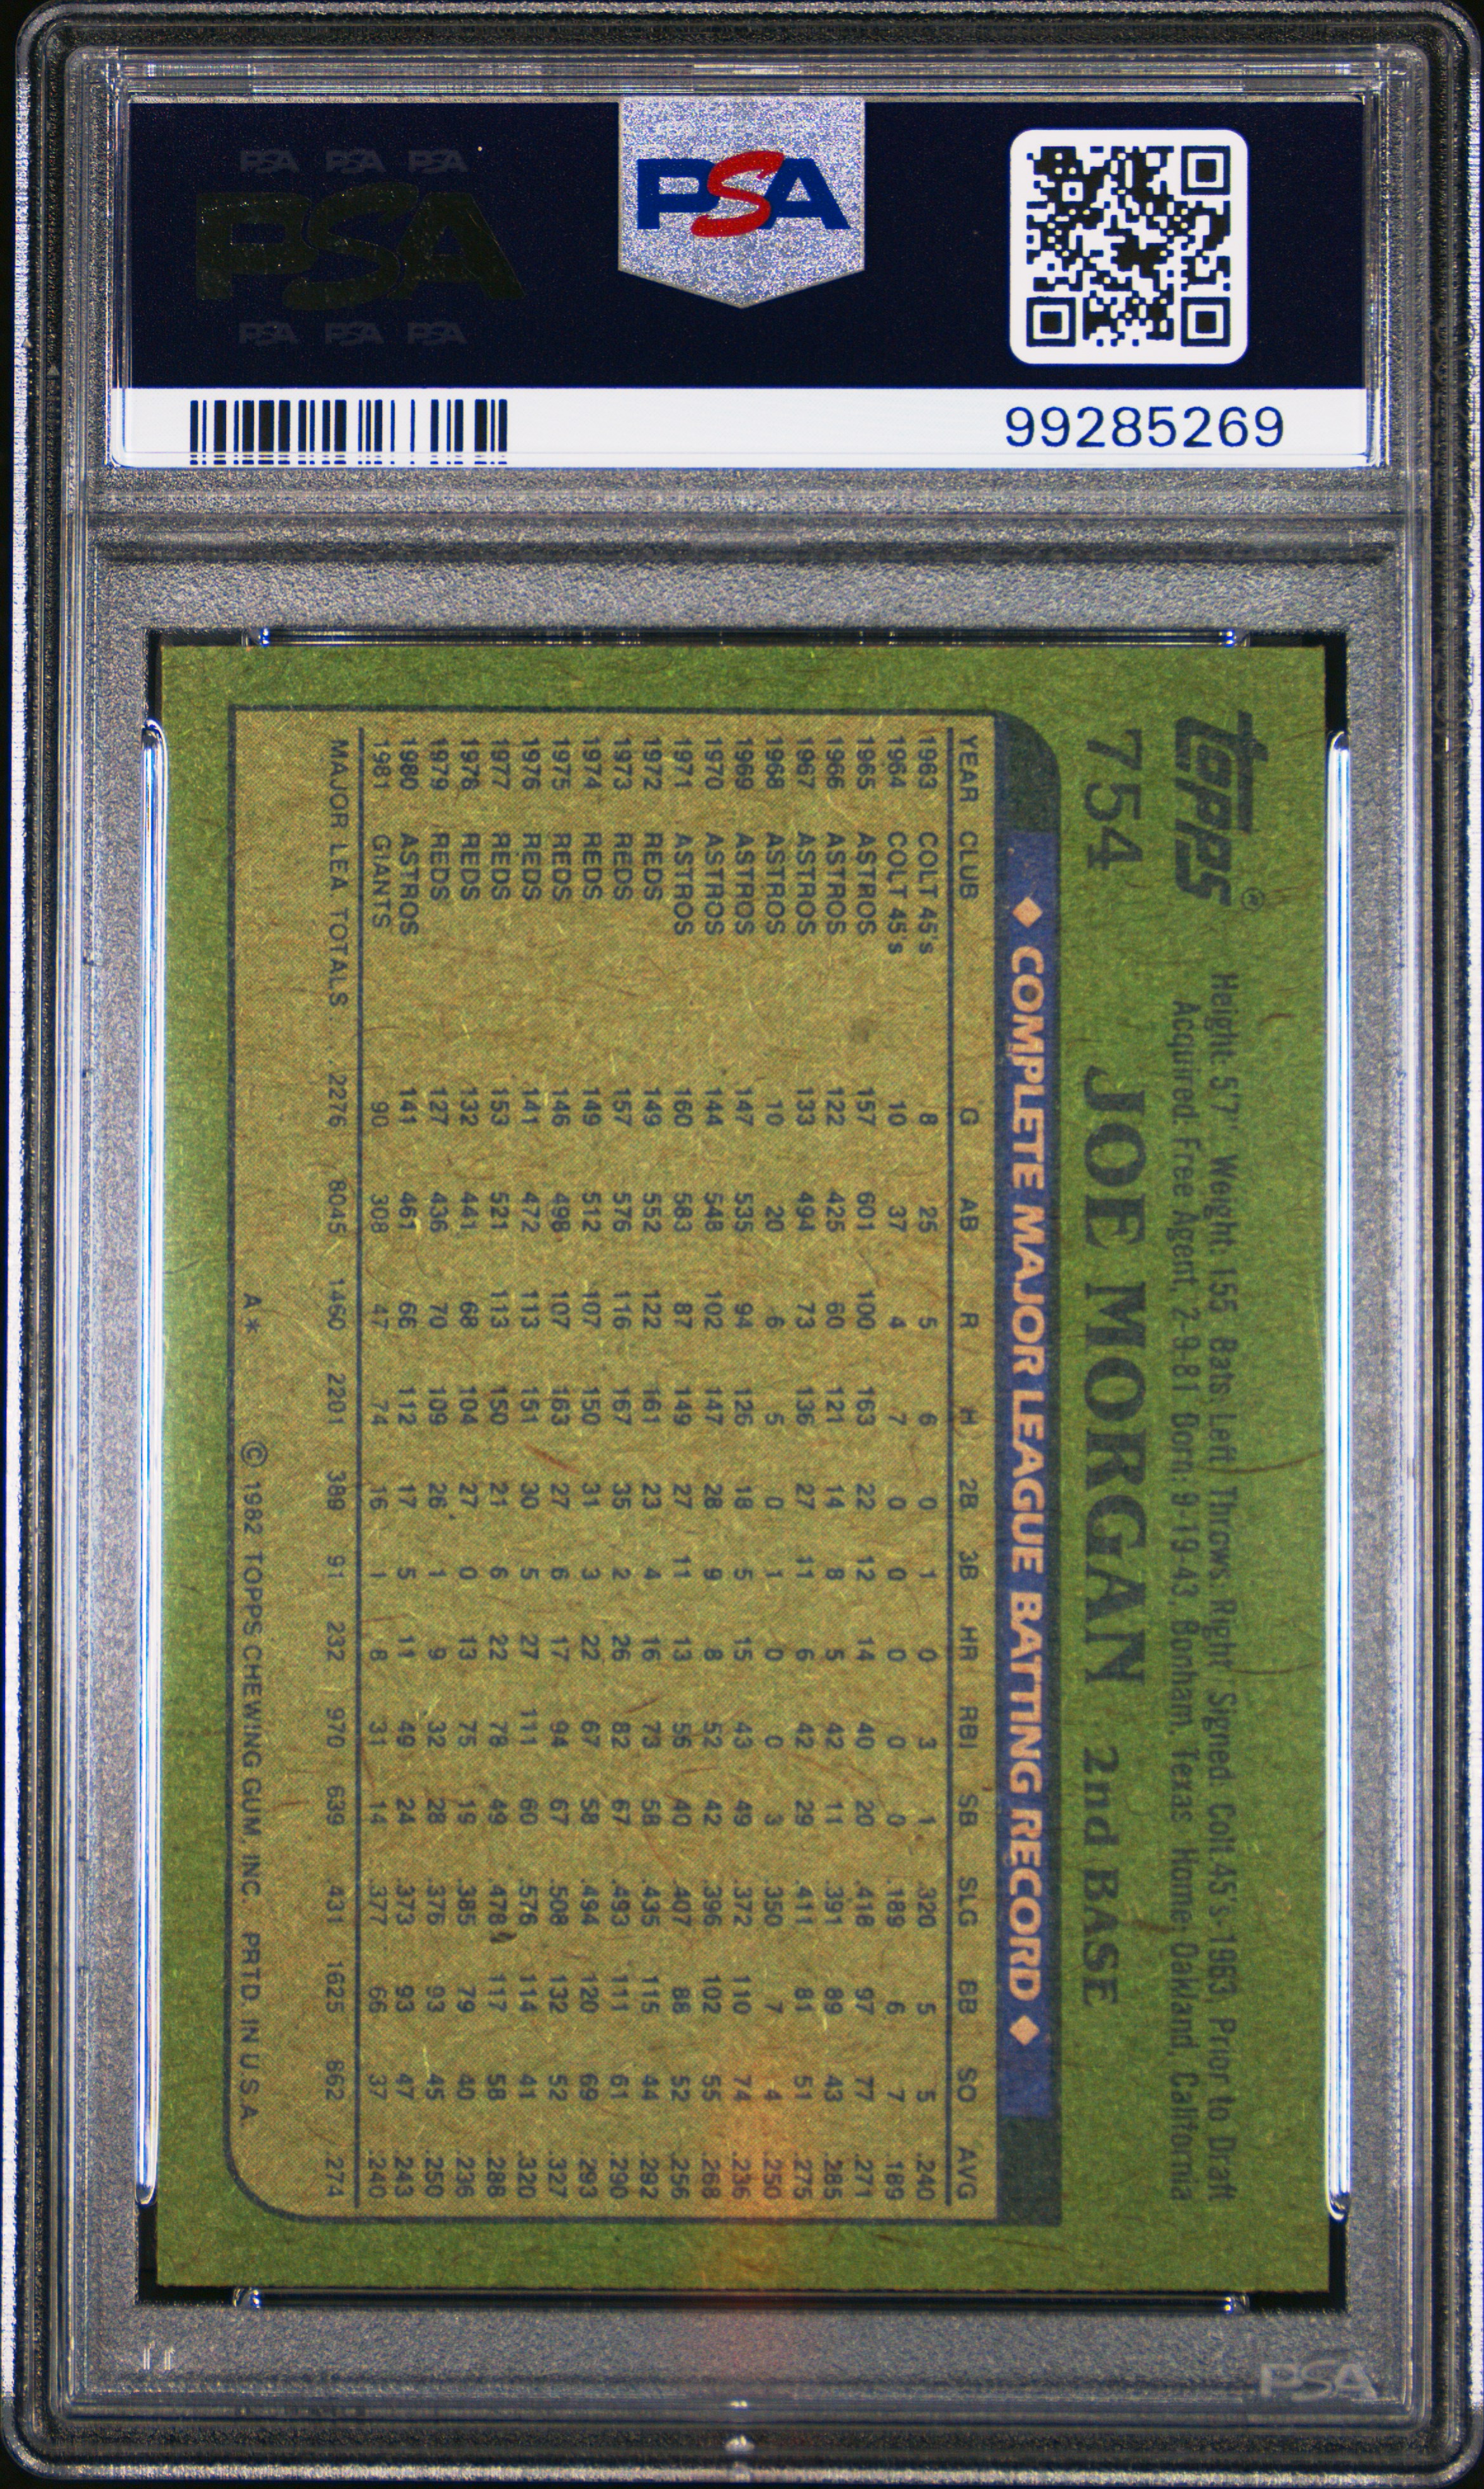 PSA PSA PSA
PSA
PSA PSA PSA
PSA
99285269
topps®
Height: 5'7" Weight: 155 Bats: Left Throws: Right Signed: Colt 45's-1963, Prior to Draft
Acquired: Free Agent, 2-9-81 Born: 9-19-43, Bonham, Texas Home: Oakland, California
754 JOE MORGAN 2nd BASE
◆ COMPLETE MAJOR LEAGUE BATTING RECORD ◆
YEAR CLUB G AB R H 2B 3B HR RBI SB SLG BB SO AVG
1963 COLT 45's 8 25 5 6 0 1 0 3 1 .320 5 5 .240
1964 COLT 45's 10 37 4 7 0 0 0 0 0 .189 6 7 .189
1965 ASTROS 157 601 100 163 22 12 14 40 20 .418 97 77 .271
1966 ASTROS 122 425 60 121 14 8 5 42 11 .391 89 43 .285
1967 ASTROS 133 494 73 136 27 11 6 42 29 .411 81 51 .275
1968 ASTROS 10 20 6 5 0 1 0 0 3 .350 7 4 .250
1969 ASTROS 147 535 94 126 18 5 15 43 49 .372 110 74 .236
1970 ASTROS 144 548 102 147 28 9 8 52 42 .396 102 55 .268
1971 ASTROS 160 583 87 149 27 11 13 56 40 .407 88 52 .256
1972 REDS 149 552 122 161 23 4 16 73 58 .435 115 44 .292
1973 REDS 157 576 116 167 35 2 26 82 67 .493 111 61 .290
1974 REDS 149 512 107 150 31 3 22 67 58 .494 120 69 .293
1975 REDS 146 498 107 163 27 6 17 94 67 .508 132 52 .327
1976 REDS 141 472 113 151 30 5 27 111 60 .576 114 41 .320
1977 REDS 153 521 113 150 21 6 22 78 49 .478 117 58 .288
1978 REDS 132 441 68 104 27 0 13 75 19 .385 79 40 .236
1979 REDS 127 436 70 109 26 1 9 32 28 .376 93 45 .250
1980 ASTROS 141 461 66 112 17 5 11 49 24 .373 93 47 .243
1981 GIANTS 90 308 47 74 16 1 8 31 14 .377 66 37 .240
MAJOR LEA. TOTALS 2276 8045 1460 2201 389 91 232 970 639 .431 1625 862 .274
A* © 1982 TOPPS CHEWING GUM, INC. PRTD. IN U.S.A.
PSA